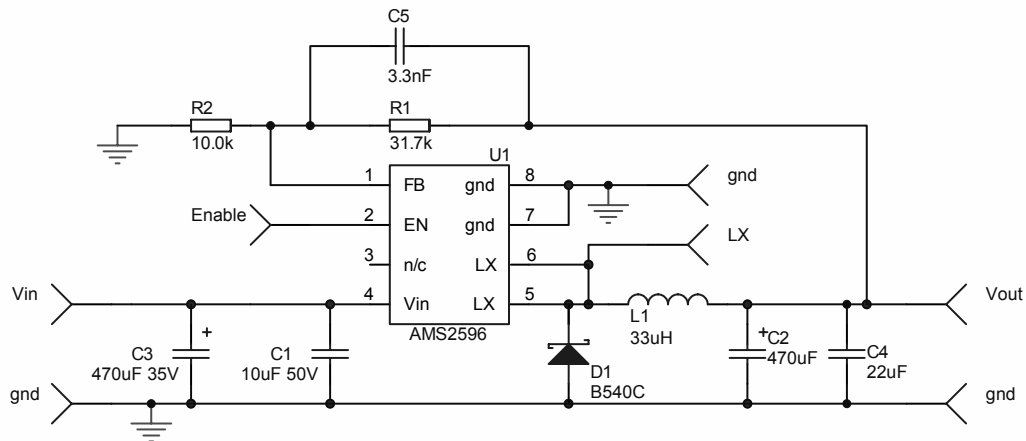 C5
3.3nF
R2
10.0k
R1
31.7k
U1
1
FB
gnd
8
gnd
Enable
2
EN
gnd
7
3
n/c
LX
6
LX
Vin
4
Vin
LX
5
Vout
AMS2596
L1
33uH
+
C3
470uF 35V
C1
10uF 50V
D1
B540C
+
C2
470uF
C4
22uF
gnd
gnd